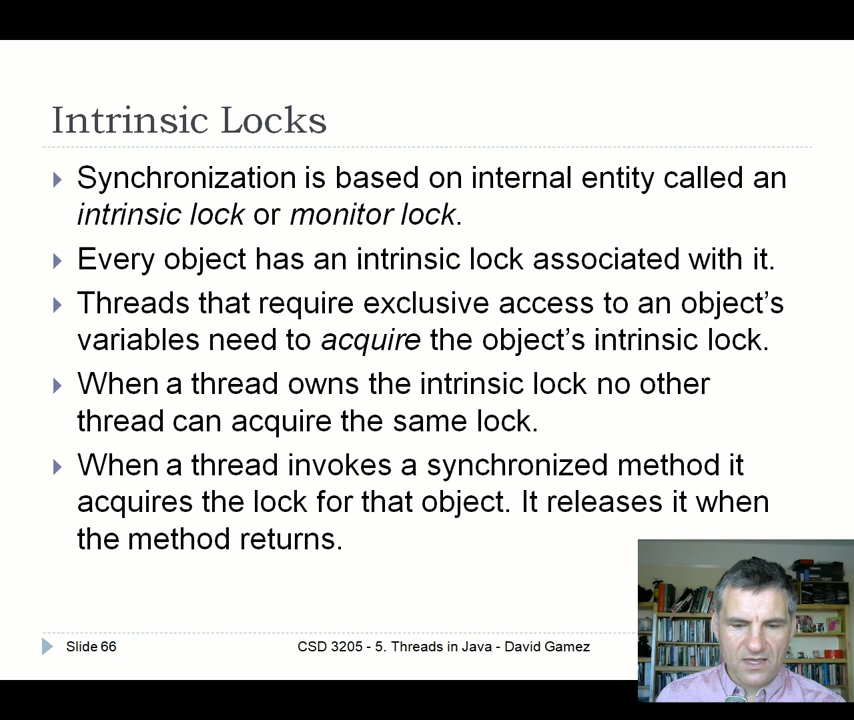 Intrinsic Locks
Synchronization is based on internal entity called an
intrinsic lock or monitor lock.
Every object has an intrinsic lock associated with it.
Threads that require exclusive access to an object’s
variables need to acquire the object’s intrinsic lock.
When a thread owns the intrinsic lock no other
thread can acquire the same lock.
When a thread invokes a synchronized method it
acquires the lock for that object. It releases it when
the method returns.
Slide 66
CSD 3205 - 5. Threads in Java - David Gamez